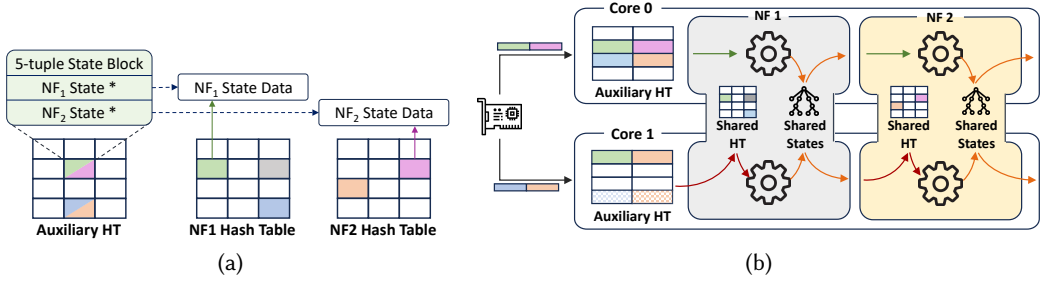 5-tuple State Block
NF1 State *
NF2 State *
NF1 State Data
NF2 State Data
Auxiliary HT
NF1 Hash Table
NF2 Hash Table
(a)
Core 0
NF 1
NF 2
Auxiliary HT
Shared
HT
Shared
States
Shared
HT
Shared
States
Core 1
Auxiliary HT
(b)